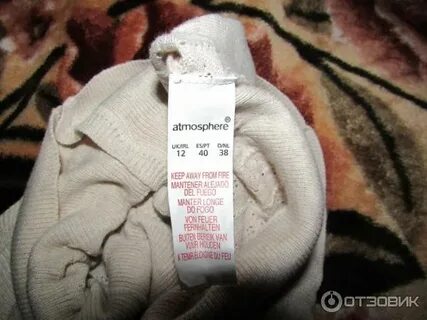 atmosphere®
UK/IRL ES/PT D/NL
12 40 38
KEEP AWAY FROM FIRE
MANTENER ALEJADO
DEL FUEGO
MANTER LONGE
DO FOGO
VON FEUER
FERNHALTEN
BUITEN BEREIK VAN
VUUR HOUDEN
ОТЗОВИК